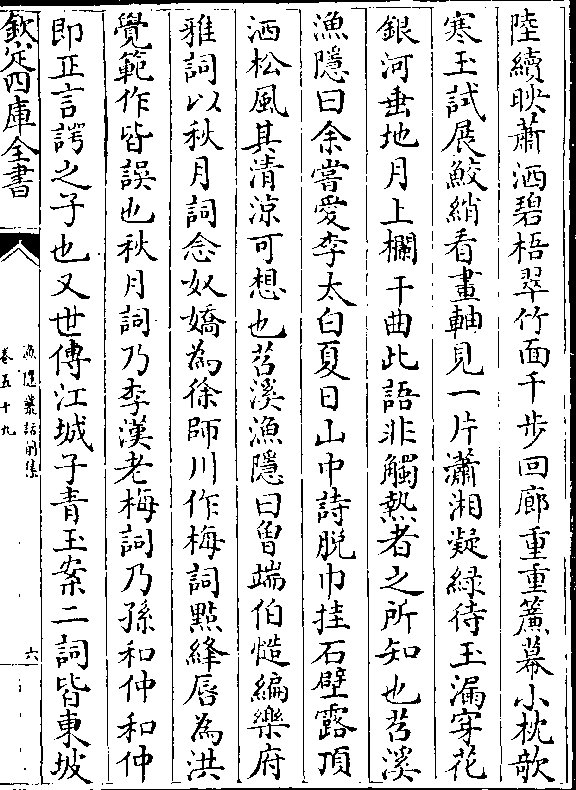 陸續映蕭洒碧梧翠竹面千步回廊重重簾幕小枕欹
寒玉試展鮫綃看畫軸見一片瀟湘凝綠待玉漏穿花
銀河垂地月上欄干曲此語非觸熱者之所知也苕溪
漁隱曰余嘗愛李太白夏日山中詩脱巾挂石壁露頂
洒松風其清涼可想也苕溪漁隱曰曽端伯慥編樂府
雅詞以秋月詞念奴嬌為徐師川作梅詞㸃絳唇為洪
覺範作皆誤也秋月詞乃李漢老梅詞乃孫和仲和仲
即正言諤之子也又世傳江城子青玉案二詞皆東坡
欽定四庫全書
漁隱叢話前集
卷五十九
六